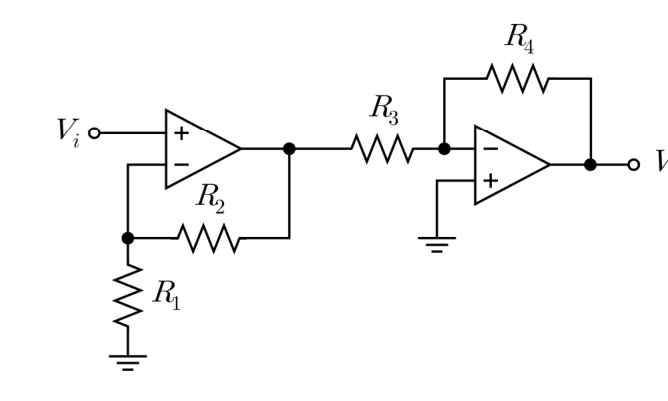 R₄
R₃
Vᵢ
+
−
−
V
R₂
+
R₁